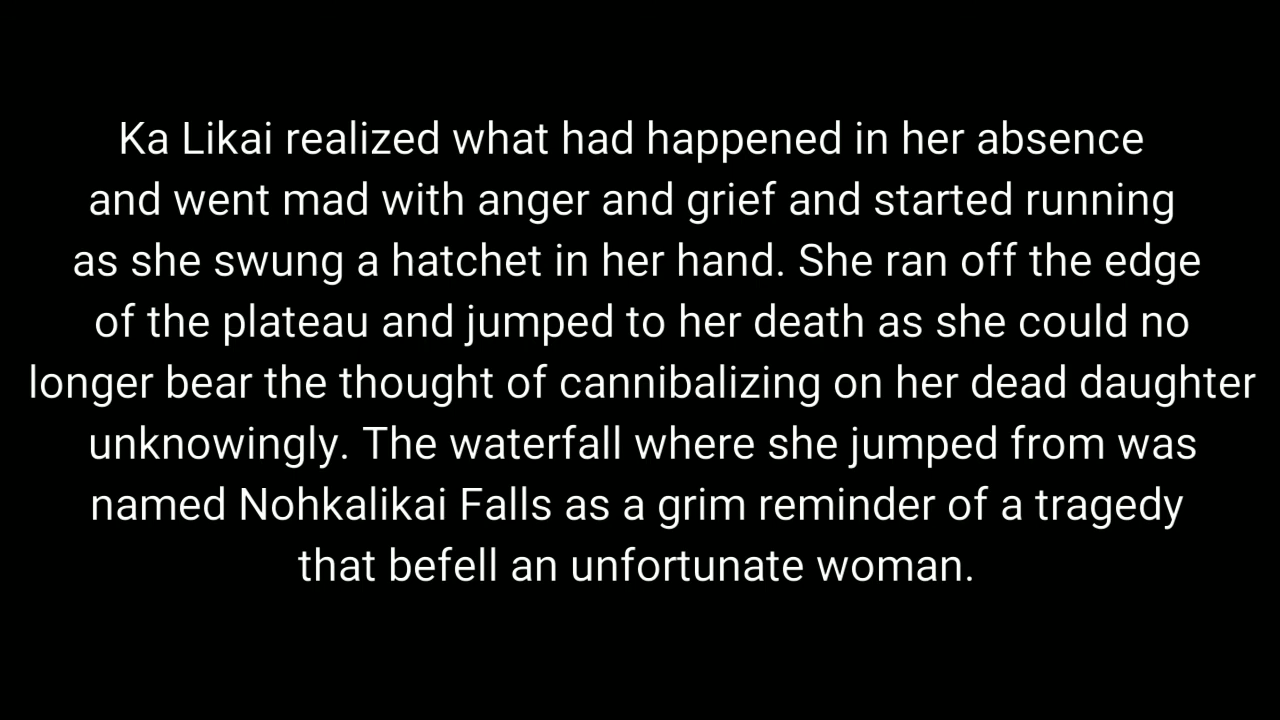 Ka Likai realized what had happened in her absence
and went mad with anger and grief and started running
as she swung a hatchet in her hand. She ran off the edge
of the plateau and jumped to her death as she could no
longer bear the thought of cannibalizing on her dead daughter
unknowingly. The waterfall where she jumped from was
named Nohkalikai Falls as a grim reminder of a tragedy
that befell an unfortunate woman.